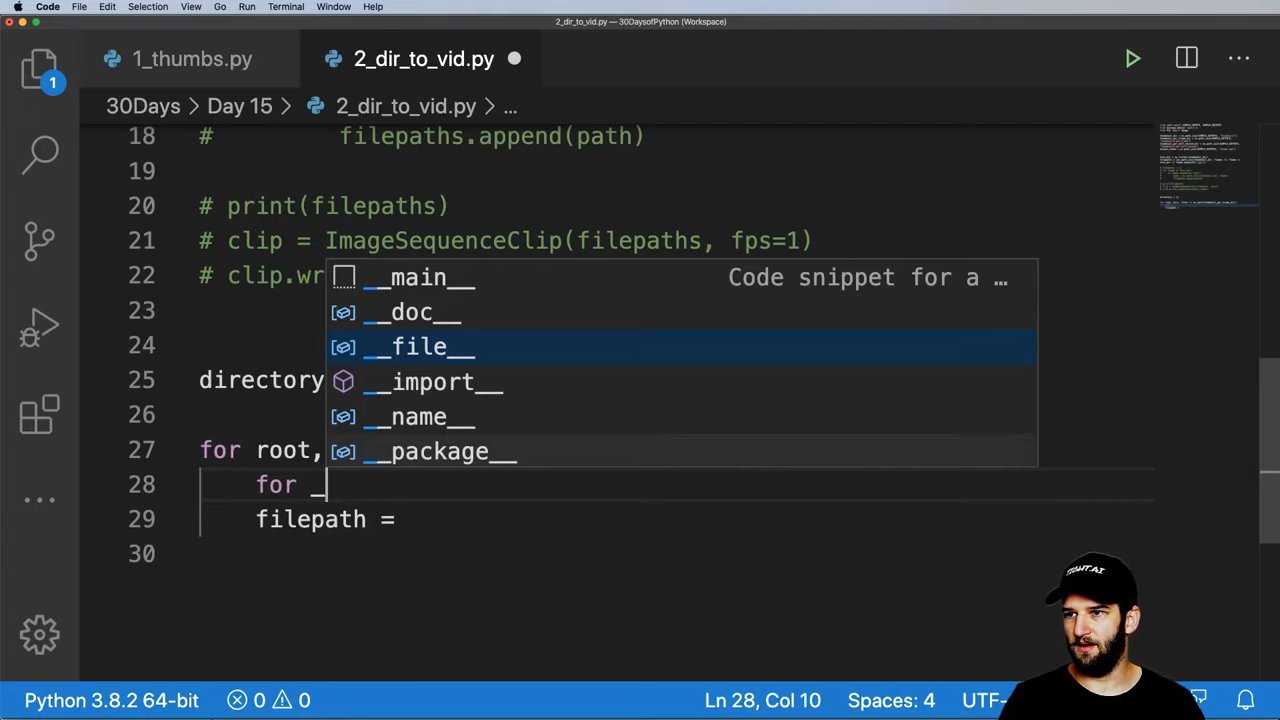 Code File Edit Selection View Go Run Terminal Window Help
2_dir_to_vid.py — 30DaysofPython (Workspace)
1_thumbs.py
2_dir_to_vid.py
1
30Days > Day 15 > 2_dir_to_vid.py > ...
18 # filepaths.append(path)
19
20 # print(filepaths)
21 # clip = ImageSequenceClip(filepaths, fps=1)
22 # clip.wr
__main__ Code snippet for a …
23
__doc__
24
__file__
25 directory
__import__
26
__name__
27 for root,
__package__
28 for _
29 filepath =
30
TIGHT.AI
Python 3.8.2 64-bit 0 0 Ln 28, Col 10 Spaces: 4 UTF-